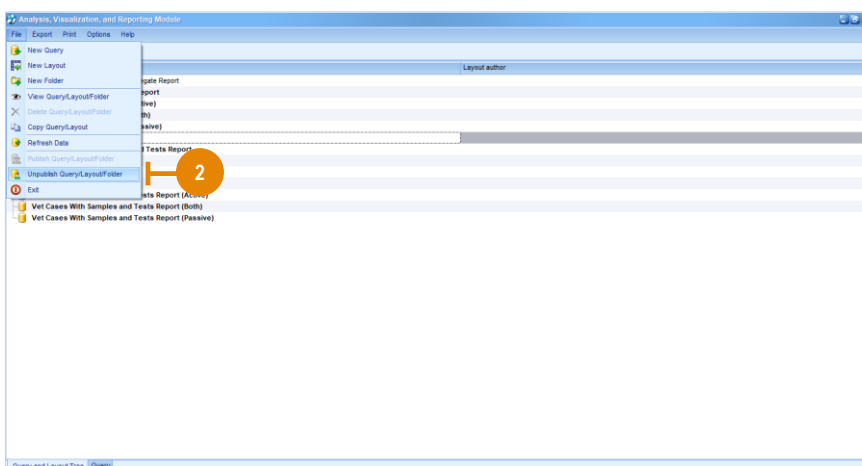 Analysis, Visualization, and Reporting Module
File Export Print Options Help
New Query
New Layout
Layout author
New Folder
egate Report
eport
View Query/Layout/Folder
tive)
Delete Query/Layout/Folder
th)
Copy Query/Layout
ssive)
Refresh Data
d Tests Report
Publish Query/Layout/Folder
Unpublish Query/Layout/Folder
2
Exit
sts Report (Active)
Vet Cases With Samples and Tests Report (Both)
Vet Cases With Samples and Tests Report (Passive)
Query and Layout Tree Query